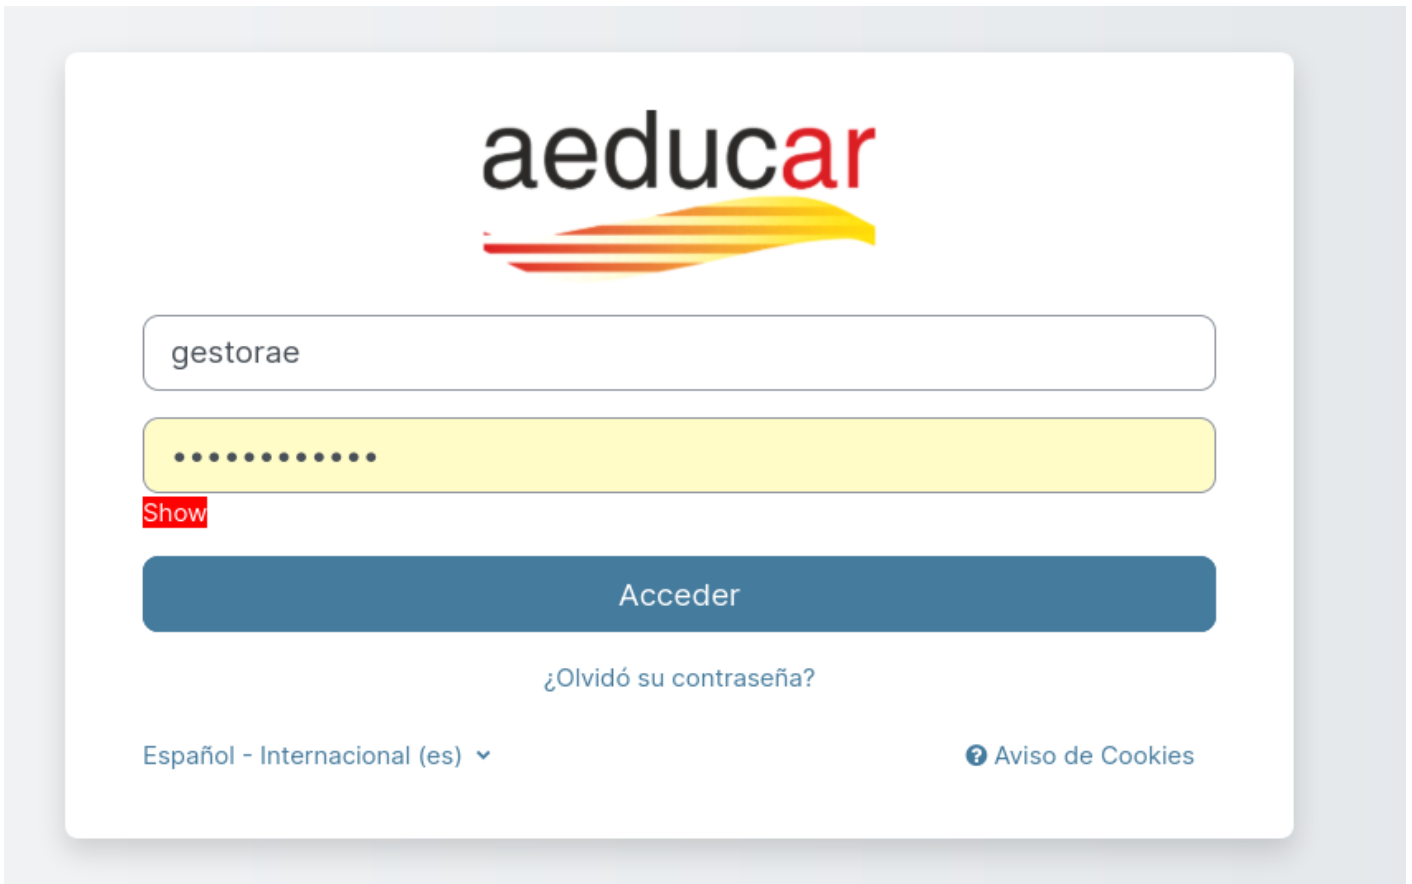 aeducar
gestorae
••••••••••••
Show
Acceder
¿Olvidó su contraseña?
Español - Internacional (es)
Aviso de Cookies